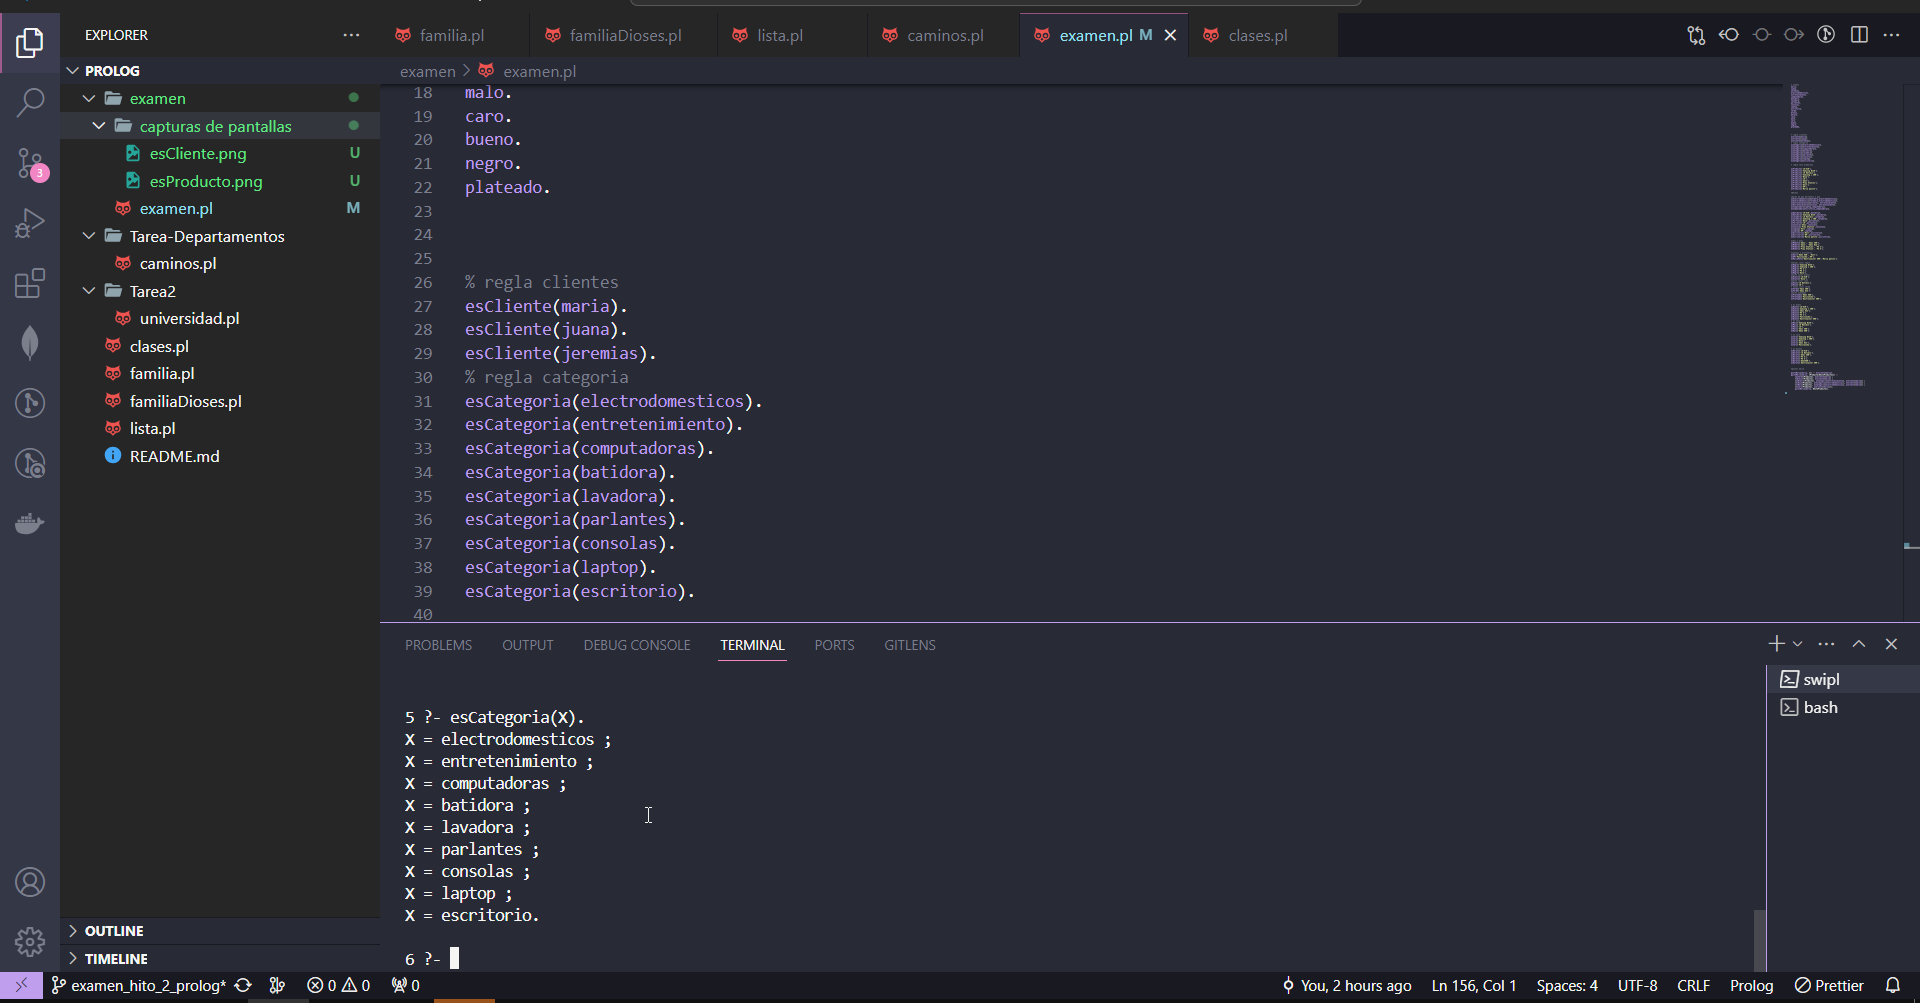 EXPLORER
PROLOG
examen
capturas de pantallas
esCliente.png U
esProducto.png U
examen.pl M
Tarea-Departamentos
caminos.pl
Tarea2
universidad.pl
clases.pl
familia.pl
familiaDioses.pl
lista.pl
README.md
OUTLINE
TIMELINE
3
familia.pl familiaDioses.pl lista.pl caminos.pl examen.pl M clases.pl
examen > examen.pl
18 malo.
19 caro.
20 bueno.
21 negro.
22 plateado.
23
24
25
26 % regla clientes
27 esCliente(maria).
28 esCliente(juana).
29 esCliente(jeremias).
30 % regla categoria
31 esCategoria(electrodomesticos).
32 esCategoria(entretenimiento).
33 esCategoria(computadoras).
34 esCategoria(batidora).
35 esCategoria(lavadora).
36 esCategoria(parlantes).
37 esCategoria(consolas).
38 esCategoria(laptop).
39 esCategoria(escritorio).
40
PROBLEMS OUTPUT DEBUG CONSOLE TERMINAL PORTS GITLENS
5 ?- esCategoria(X).
X = electrodomesticos ;
X = entretenimiento ;
X = computadoras ;
X = batidora ;
X = lavadora ;
X = parlantes ;
X = consolas ;
X = laptop ;
X = escritorio.
6 ?-
swipl
bash
examen_hito_2_prolog* 0 0 0 You, 2 hours ago Ln 156, Col 1 Spaces: 4 UTF-8 CRLF Prolog Prettier